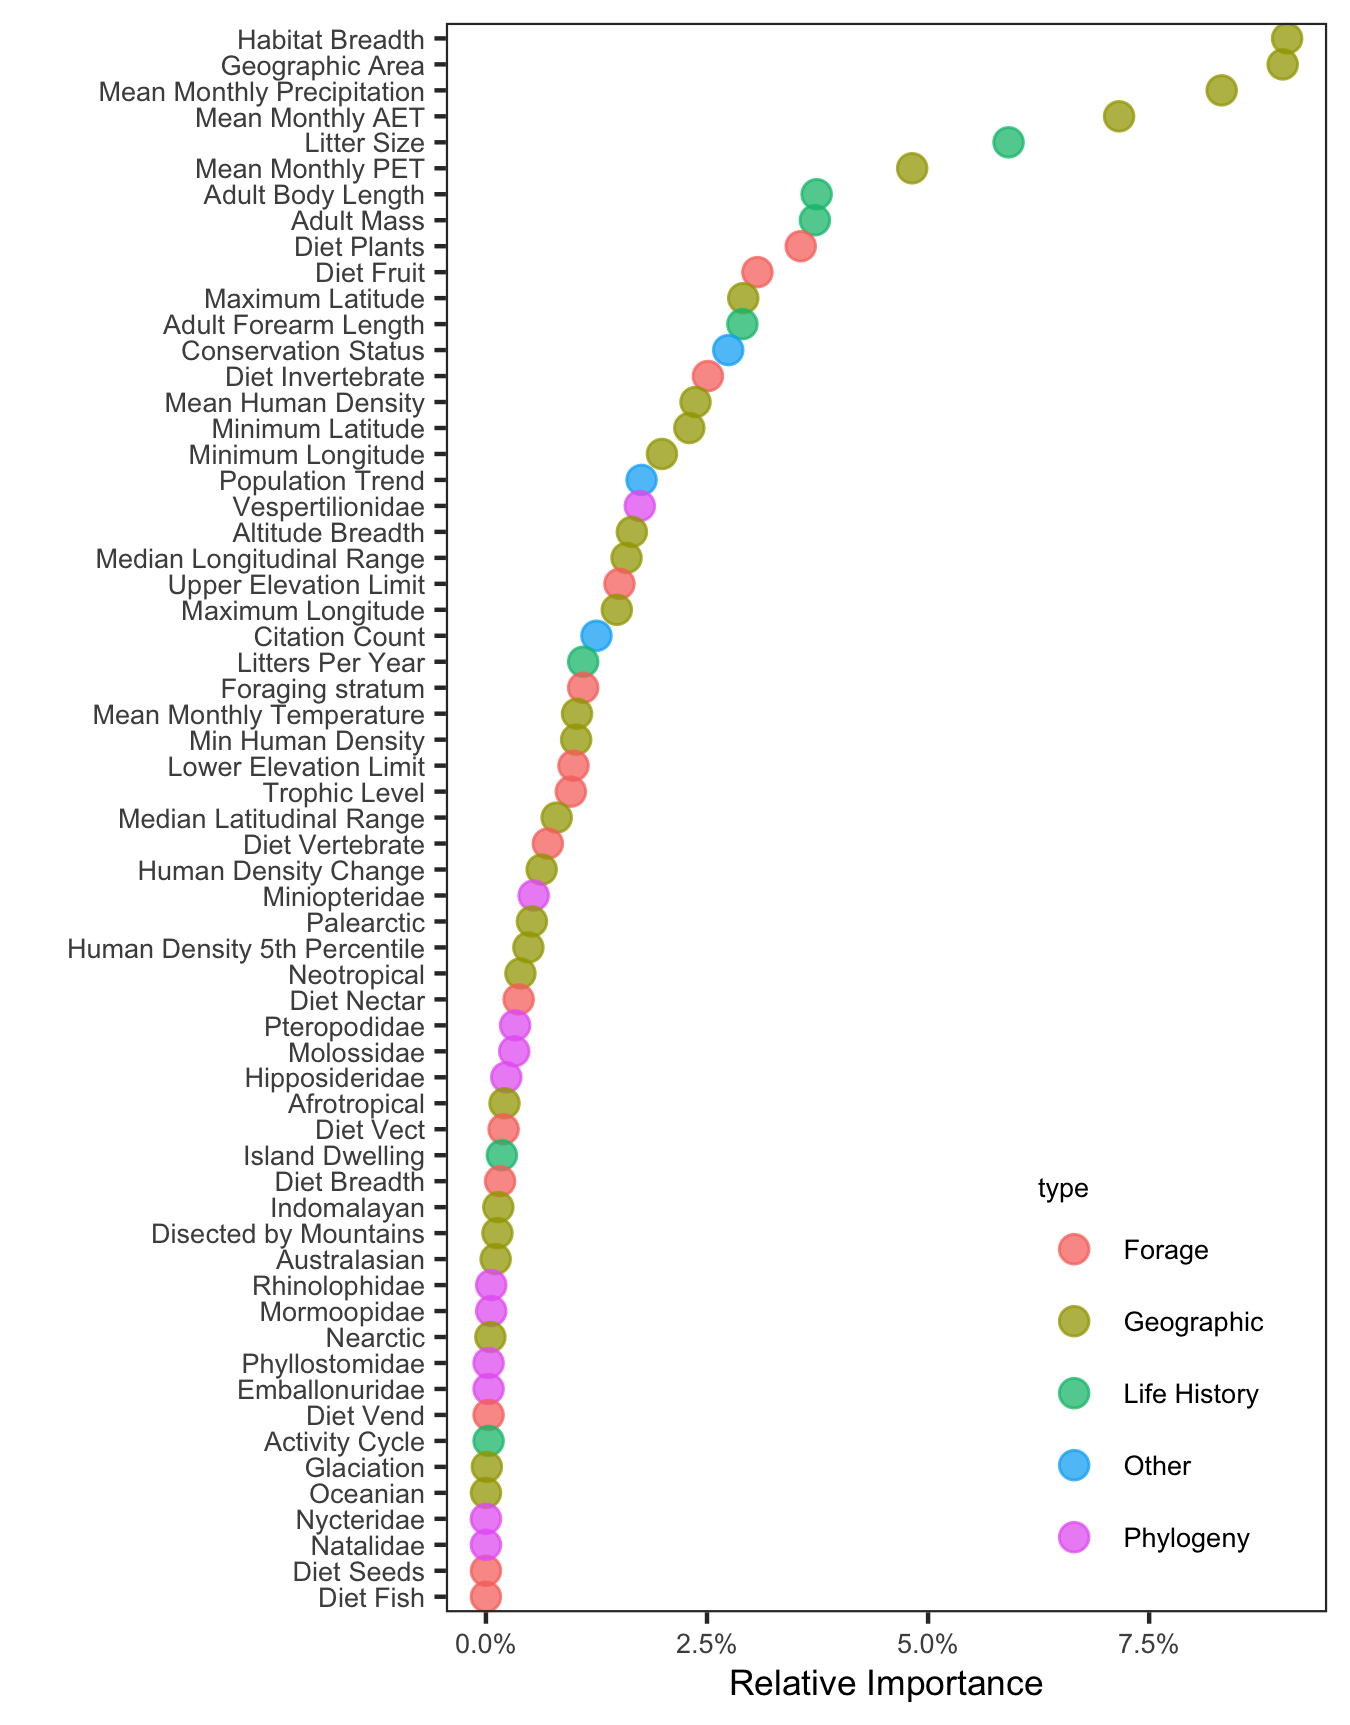 Habitat Breadth
Geographic Area
Mean Monthly Precipitation
Mean Monthly AET
Litter Size
Mean Monthly PET
Adult Body Length
Adult Mass
Diet Plants
Diet Fruit
Maximum Latitude
Adult Forearm Length
Conservation Status
Diet Invertebrate
Mean Human Density
Minimum Latitude
Minimum Longitude
Population Trend
Vespertilionidae
Altitude Breadth
Median Longitudinal Range
Upper Elevation Limit
Maximum Longitude
Citation Count
Litters Per Year
Foraging stratum
Mean Monthly Temperature
Min Human Density
Lower Elevation Limit
Trophic Level
Median Latitudinal Range
Diet Vertebrate
Human Density Change
Miniopteridae
Palearctic
Human Density 5th Percentile
Neotropical
Diet Nectar
Pteropodidae
Molossidae
Hipposideridae
Afrotropical
Diet Vect
Island Dwelling
Diet Breadth
Indomalayan
Disected by Mountains
Australasian
Rhinolophidae
Mormoopidae
Nearctic
Phyllostomidae
Emballonuridae
Diet Vend
Activity Cycle
Glaciation
Oceanian
Nycteridae
Natalidae
Diet Seeds
Diet Fish
type
Forage
Geographic
Life History
Other
Phylogeny
0.0% 2.5% 5.0% 7.5%
Relative Importance